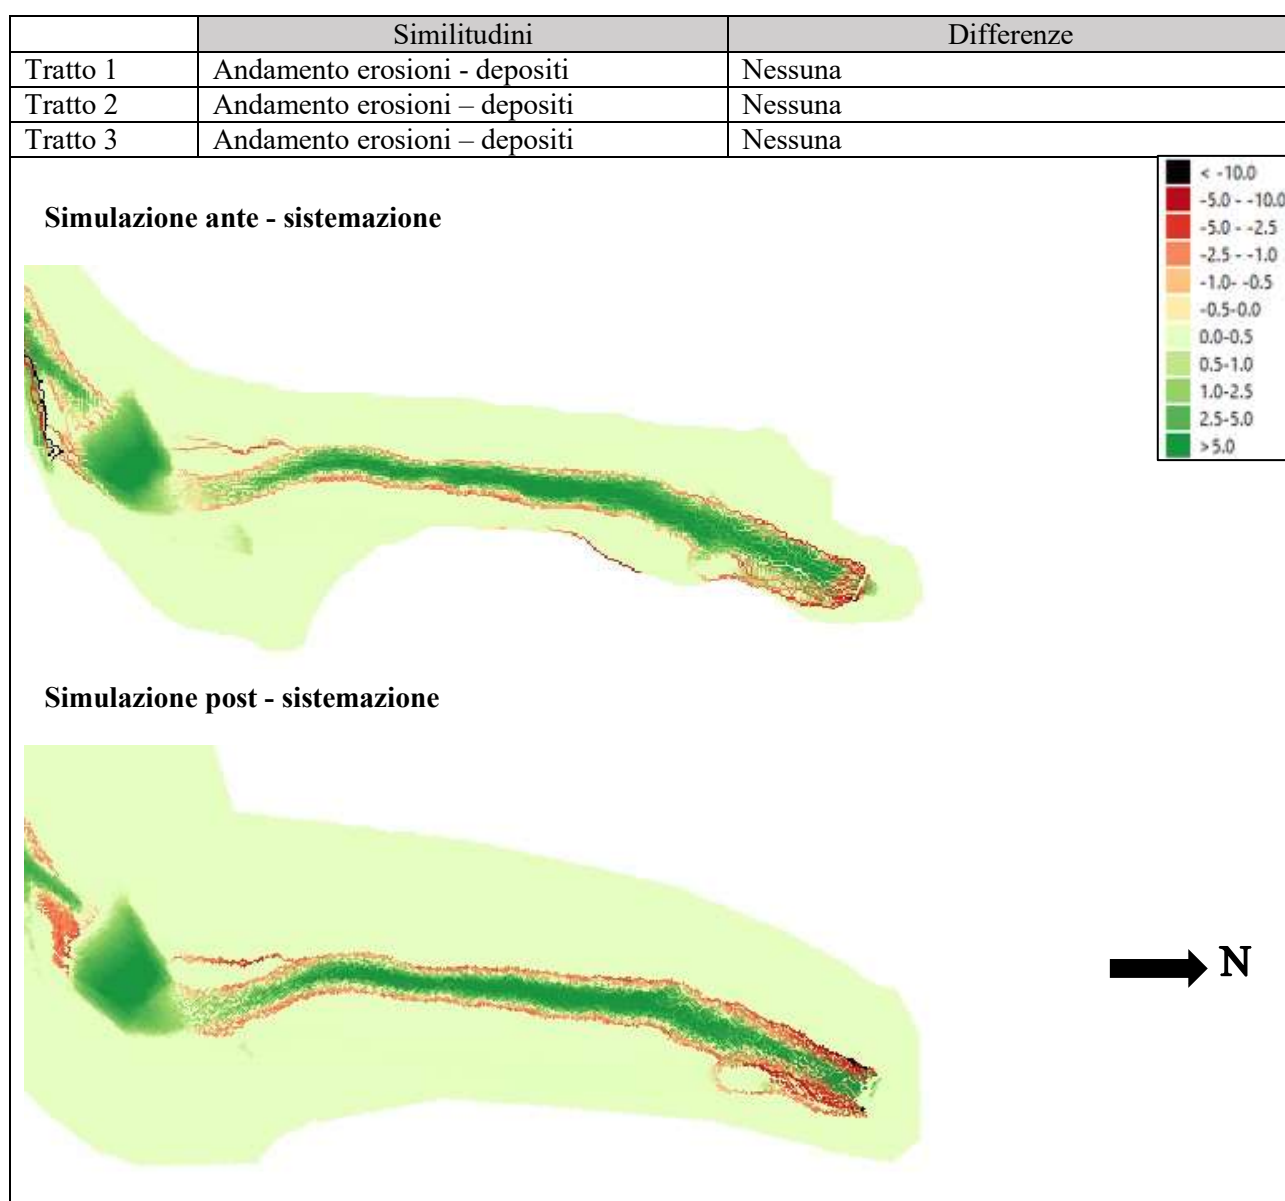 Similitudini Differenze
Tratto 1 Andamento erosioni - depositi Nessuna
Tratto 2 Andamento erosioni – depositi Nessuna
Tratto 3 Andamento erosioni – depositi Nessuna
< -10.0
-5.0 - -10.0
-5.0 - -2.5
-2.5 - -1.0
-1.0- -0.5
-0.5-0.0
0.0-0.5
0.5-1.0
1.0-2.5
2.5-5.0
>5.0
Simulazione ante - sistemazione
Simulazione post - sistemazione
N